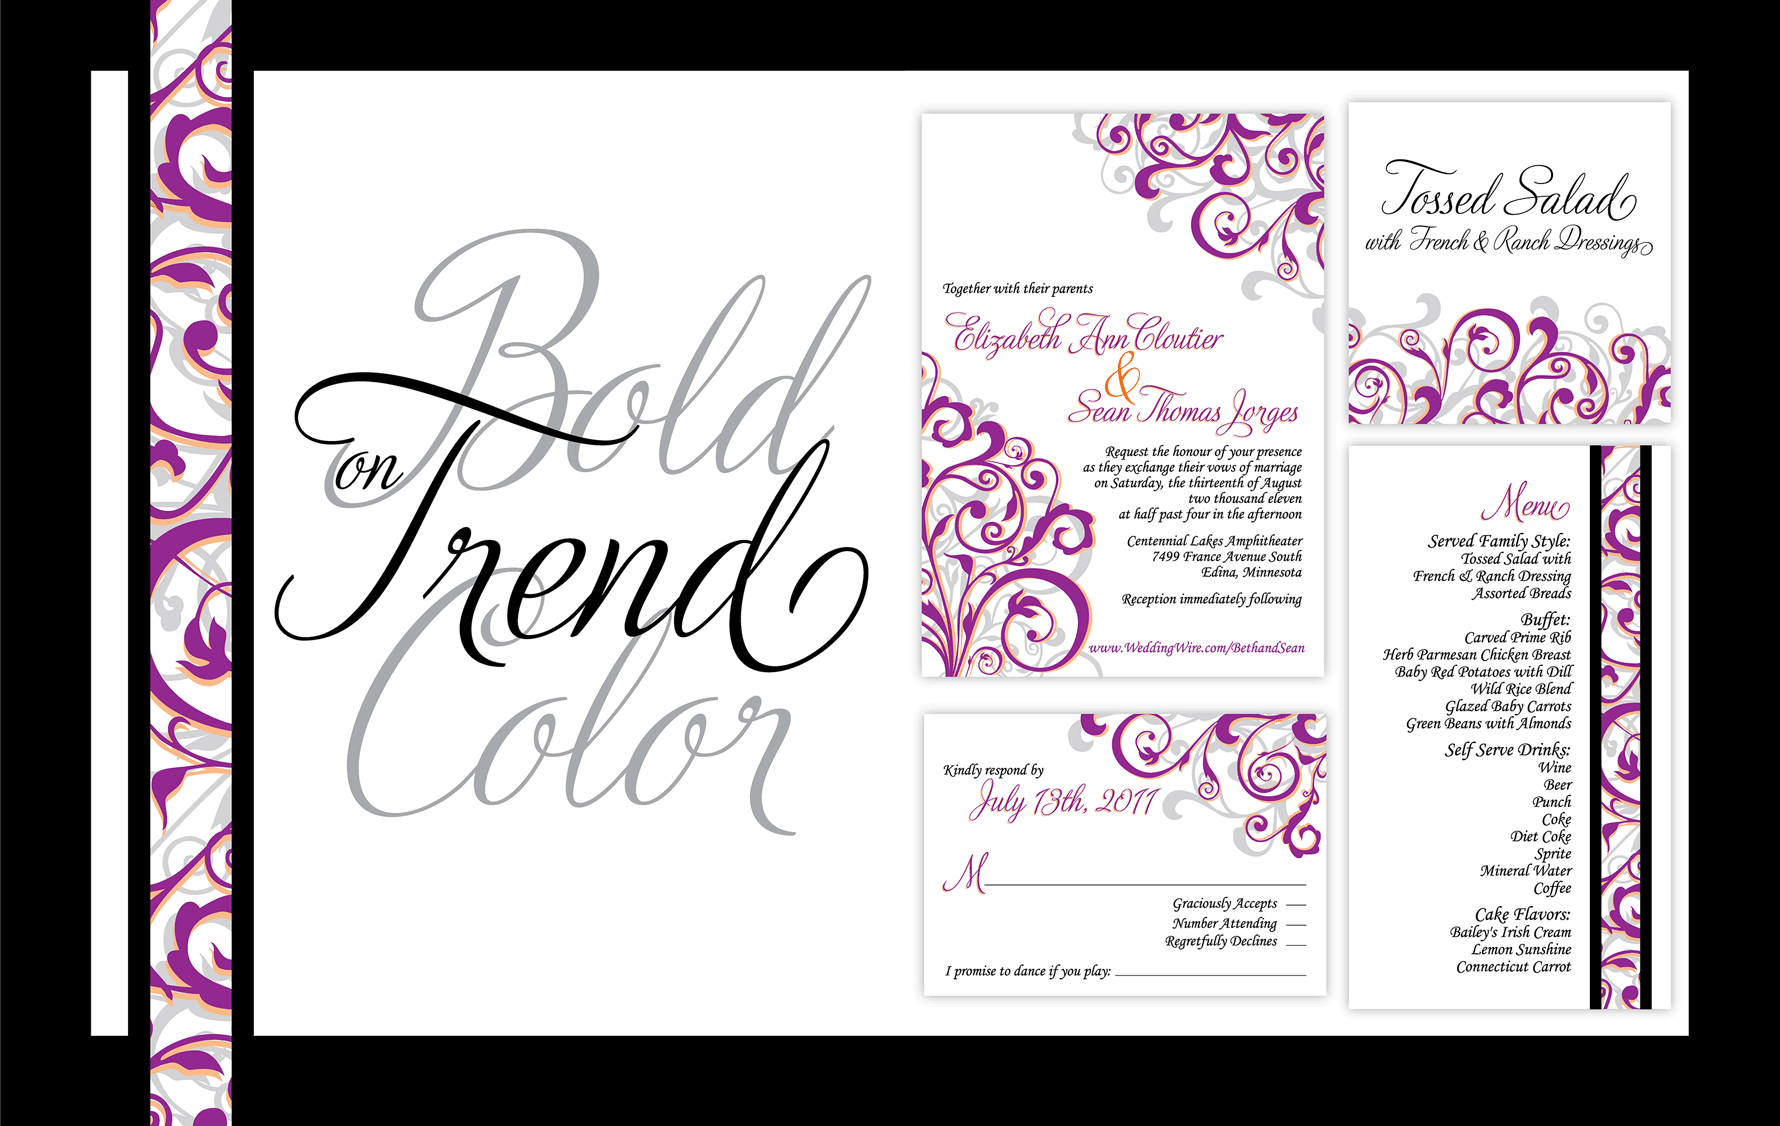 Bold
on
Trend
Color
Together with their parents
Elizabeth Ann Cloutier
&
Sean Thomas Jorges
Request the honour of your presence
as they exchange their vows of marriage
on Saturday, the thirteenth of August
two thousand eleven
at half past four in the afternoon
Centennial Lakes Amphitheater
7499 France Avenue South
Edina, Minnesota
Reception immediately following
www.WeddingWire.com/BethandSean
Kindly respond by
July 13th, 2011
M
Graciously Accepts
Number Attending
Regretfully Declines
I promise to dance if you play:
Tossed Salad
with French & Ranch Dressings
Menu
Served Family Style:
Tossed Salad with
French & Ranch Dressing
Assorted Breads
Buffet:
Carved Prime Rib
Herb Parmesan Chicken Breast
Baby Red Potatoes with Dill
Wild Rice Blend
Glazed Baby Carrots
Green Beans with Almonds
Self Serve Drinks:
Wine
Beer
Punch
Coke
Diet Coke
Sprite
Mineral Water
Coffee
Cake Flavors:
Bailey's Irish Cream
Lemon Sunshine
Connecticut Carrot